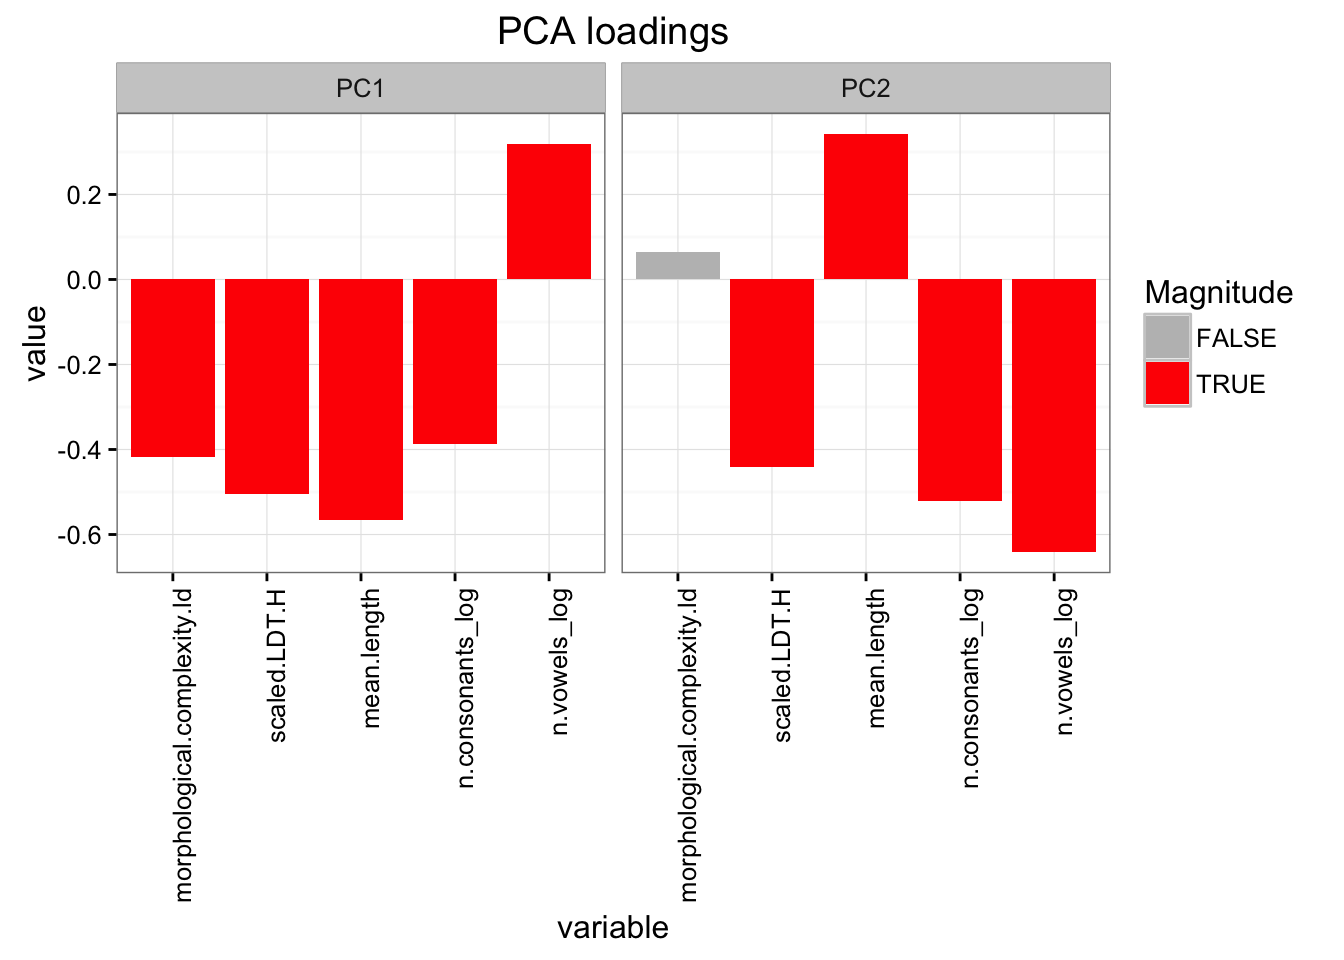 PCA loadings
PC1
PC2
0.2
0.0
-0.2
-0.4
-0.6
value
morphological.complexity.ld
scaled.LDT.H
mean.length
n.consonants_log
n.vowels_log
morphological.complexity.ld
scaled.LDT.H
mean.length
n.consonants_log
n.vowels_log
variable
Magnitude
FALSE
TRUE